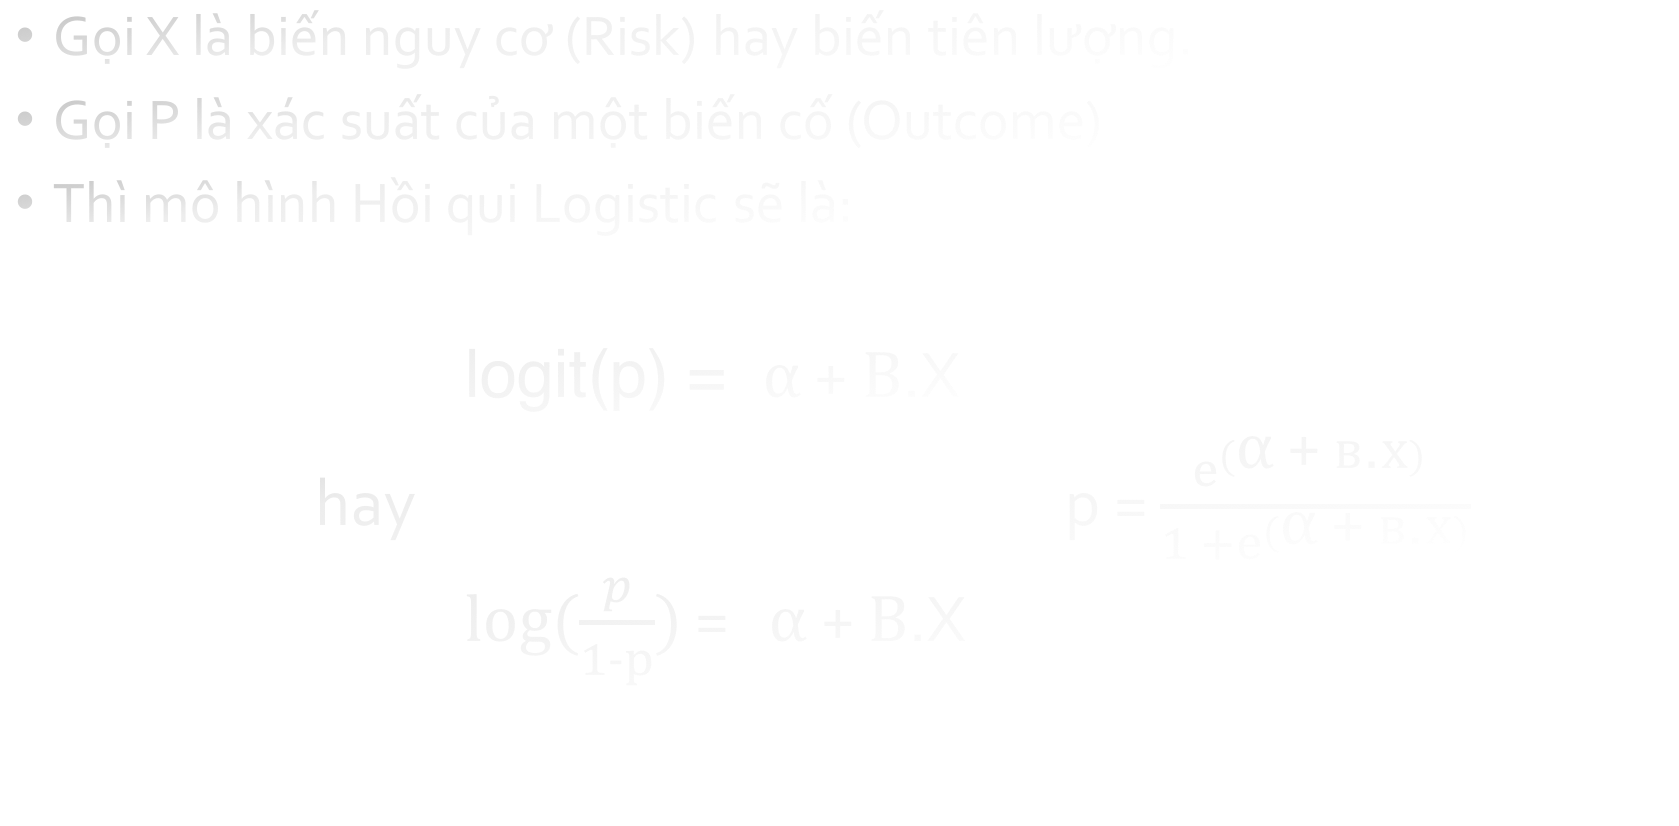 • Gọi X là biến nguy cơ (Risk) hay biến tiên lượng.
• Gọi P là xác suất của một biến cố (Outcome)
• Thì mô hình Hồi qui Logistic sẽ là:
logit(p) = α + B.X
hay
p = e^(α + B.X) / 1 + e^(α + B.X)
log(p/1-p) = α + B.X